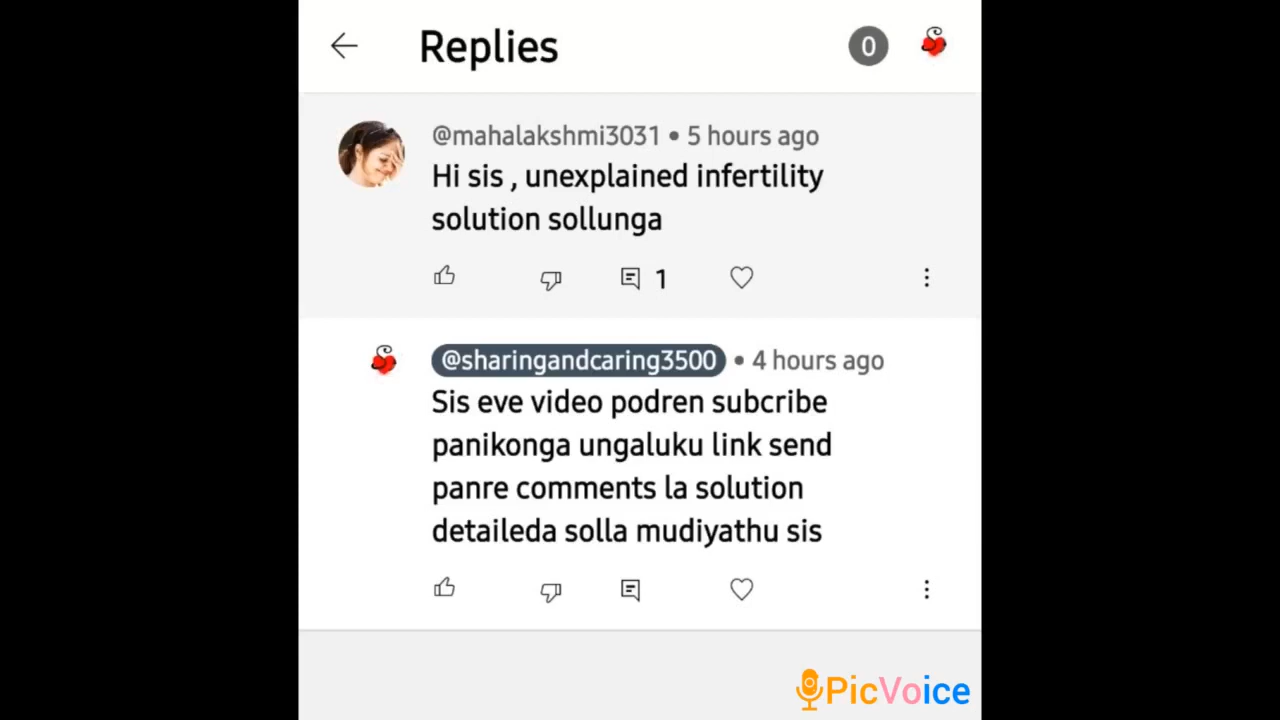 Replies
0
@mahalakshmi3031 • 5 hours ago
Hi sis , unexplained infertility
solution sollunga
1
@sharingandcaring3500 • 4 hours ago
Sis eve video podren subcribe
panikonga ungaluku link send
panre comments la solution
detaileda solla mudiyathu sis
PicVoice